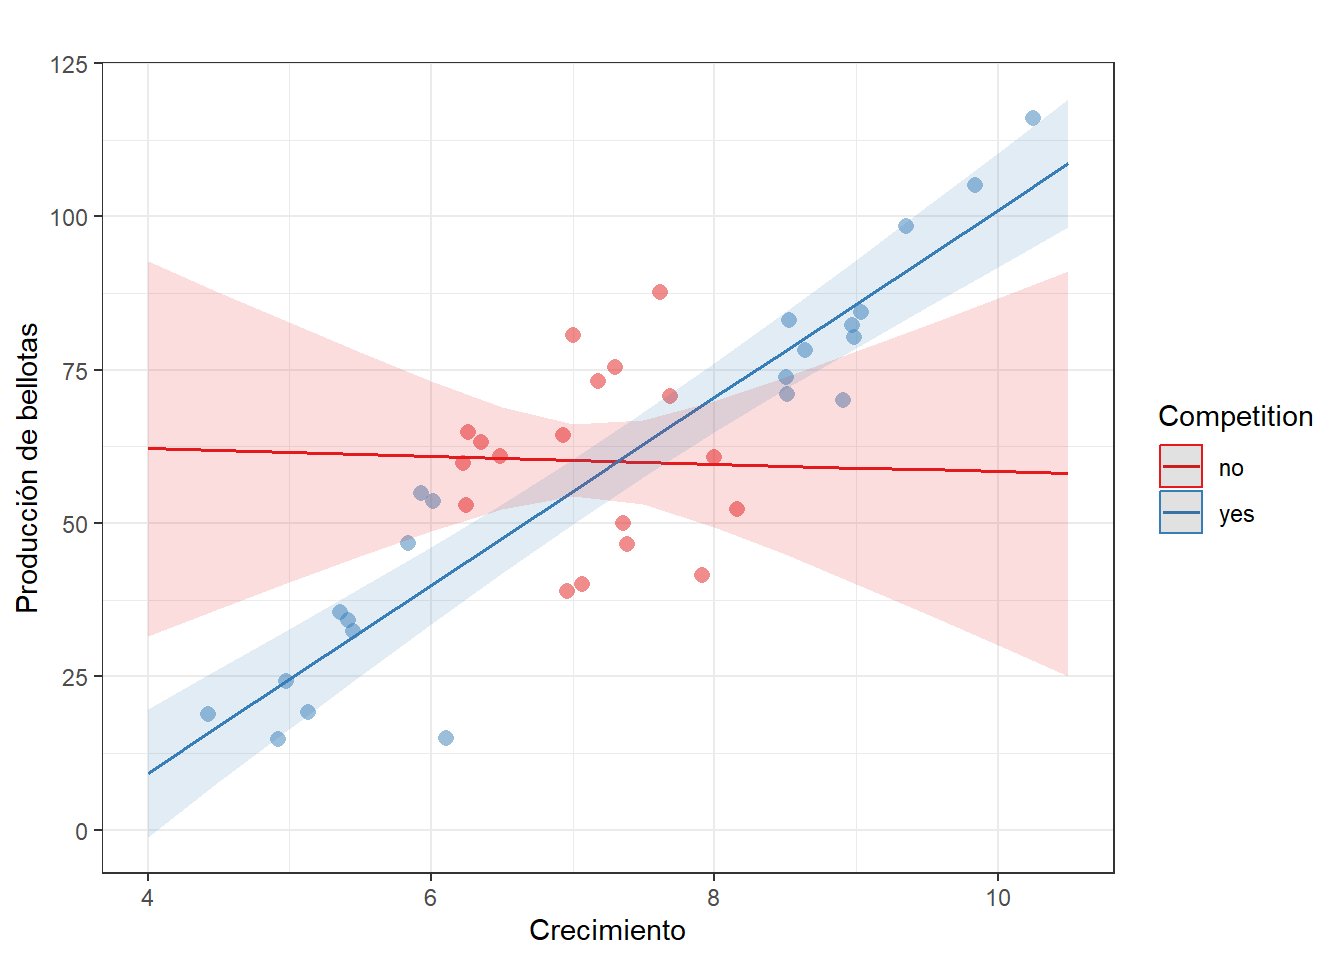 125
100
75
50
25
0
4 6 8 10
Producción de bellotas
Crecimiento
Competition
no
yes